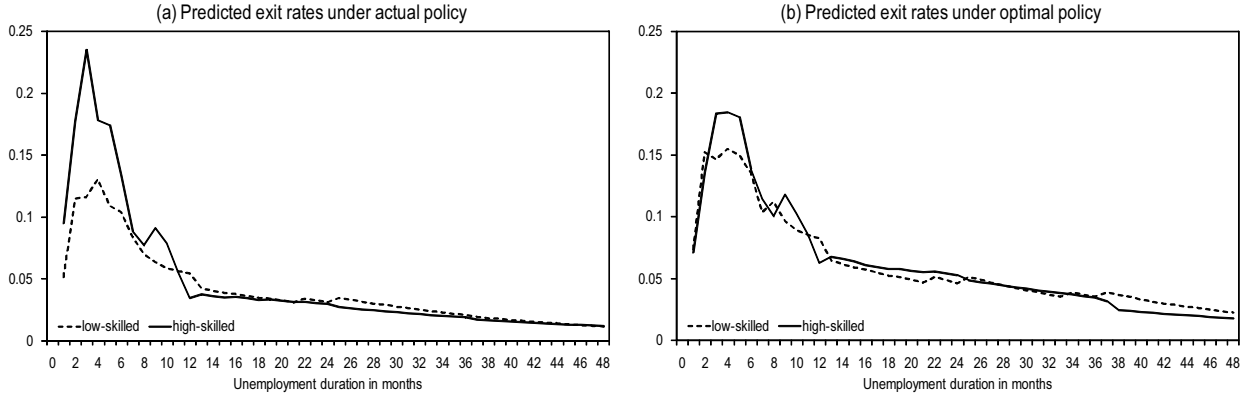 (a) Predicted exit rates under actual policy
0.25
0.2
0.15
0.1
0.05
0
low-skilled high-skilled
0 2 4 6 8 10 12 14 16 18 20 22 24 26 28 30 32 34 36 38 40 42 44 46 48
Unemployment duration in months
(b) Predicted exit rates under optimal policy
0.25
0.2
0.15
0.1
0.05
0
low-skilled high-skilled
0 2 4 6 8 10 12 14 16 18 20 22 24 26 28 30 32 34 36 38 40 42 44 46 48
Unemployment duration in months